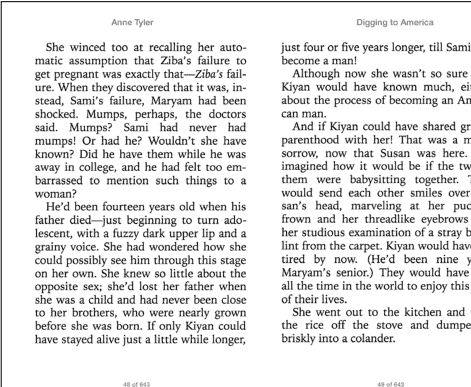 Anne Tyler
She winced too at recalling her auto-
matic assumption that Ziba's failure to
get pregnant was exactly that—Ziba's fail-
ure. When they discovered that it was, in-
stead, Sami's failure, Maryam had been
shocked. Mumps, perhaps, the doctors
said. Mumps? Sami had never had
mumps! Or had he? Wouldn't she have
known? Did he have them while he was
away in college, and he had felt too em-
barrassed to mention such things to a
woman?
He'd been fourteen years old when his
father died—just beginning to turn ado-
lescent, with a fuzzy dark upper lip and a
grainy voice. She had wondered how she
could possibly see him through this stage
on her own. She knew so little about the
opposite sex; she'd lost her father when
she was a child and had never been close
to her brothers, who were nearly grown
before she was born. If only Kiyan could
have stayed alive just a little while longer,
48 of 643
Digging to America
just four or five years longer, till Sami
become a man!
Although now she wasn't so sure
Kiyan would have known much, ei
about the process of becoming an An
can man.
And if Kiyan could have shared gr
parenthood with her! That was a m
sorrow, now that Susan was here.
imagined how it would be if the tw
them were babysitting together. T
would send each other smiles over
san's head, marveling at her puc
frown and her threadlike eyebrows
her studious examination of a stray b
lint from the carpet. Kiyan would have
tired by now. (He'd been nine y
Maryam's senior.) They would have
all the time in the world to enjoy this
of their lives.
She went out to the kitchen and
the rice off the stove and dumpe
briskly into a colander.
49 of 643